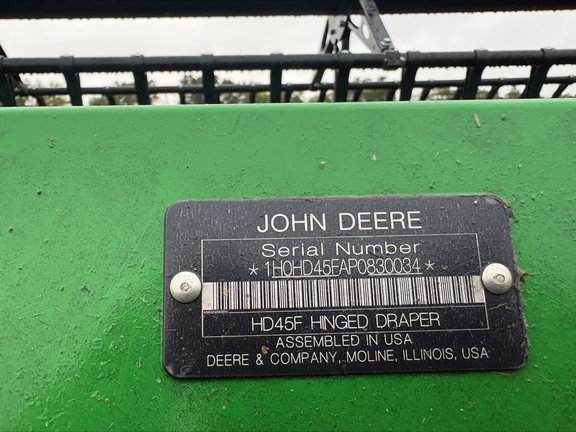 JOHN DEERE
Serial Number
*1H0HD45FAP0830034*
HD45F HINGED DRAPER
ASSEMBLED IN USA
DEERE & COMPANY, MOLINE, ILLINOIS, USA